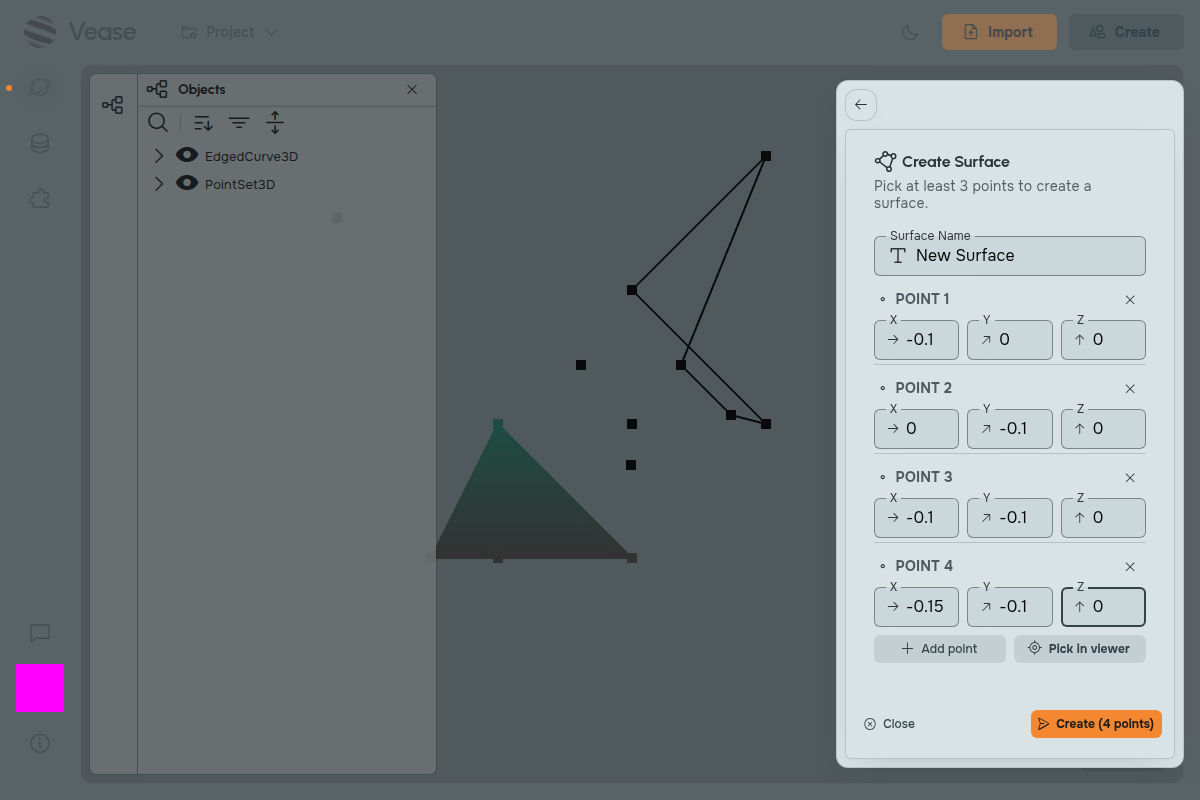 Vease
Project
Import
Create
Objects
EdgedCurve3D
PointSet3D
Create Surface
Pick at least 3 points to create a
surface.
Surface Name
New Surface
POINT 1
X
Y
Z
-0.1
0
0
POINT 2
X
Y
Z
0
-0.1
0
POINT 3
X
Y
Z
-0.1
-0.1
0
POINT 4
X
Y
Z
-0.15
-0.1
0
Add point
Pick in viewer
Close
Create (4 points)